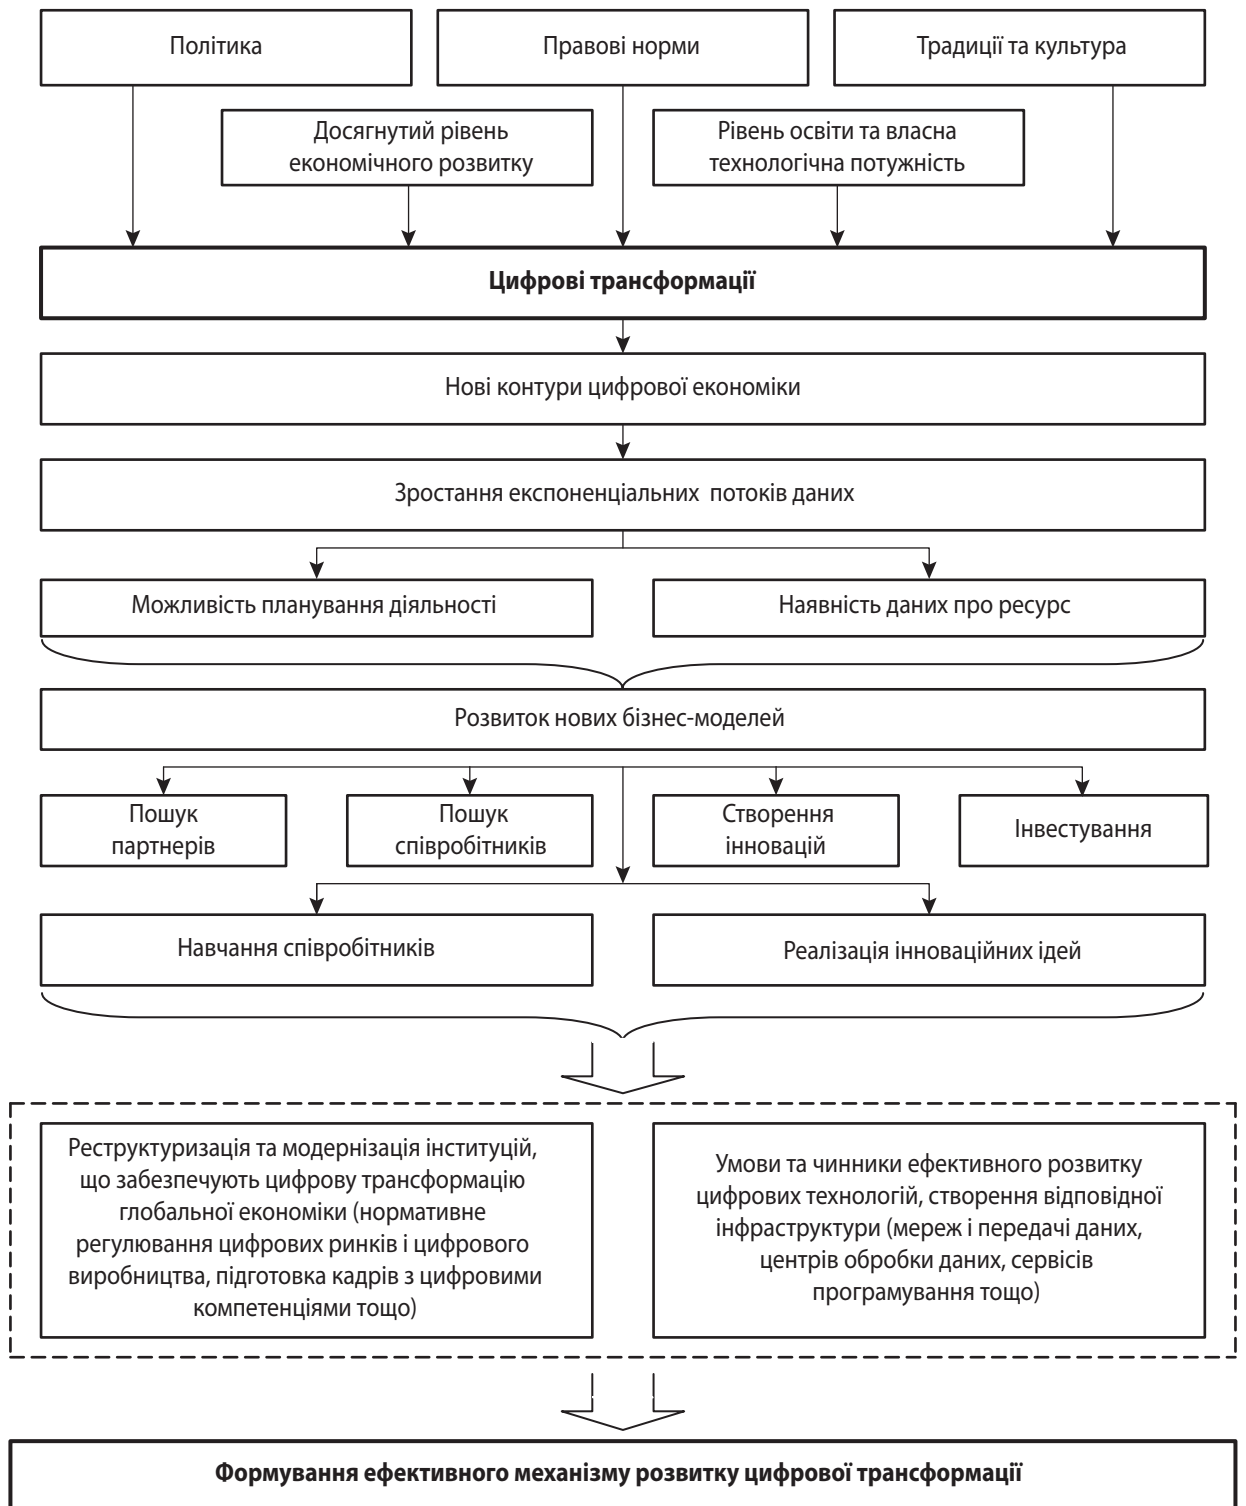 Політика
Правові норми
Традиції та культура
Досягнутий рівень
економічного розвитку
Рівень освіти та власна
технологічна потужність
Цифрові трансформації
Нові контури цифрової економіки
Зростання експоненціальних потоків даних
Можливість планування діяльності
Наявність даних про ресурс
Розвиток нових бізнес-моделей
Пошук
партнерів
Пошук
співробітників
Створення
інновацій
Інвестування
Навчання співробітників
Реалізація інноваційних ідей
Реструктуризація та модернізація інституцій,
що забезпечують цифрову трансформацію
глобальної економіки (нормативне
регулювання цифрових ринків і цифрового
виробництва, підготовка кадрів з цифровими
компетенціями тощо)
Умови та чинники ефективного розвитку
цифрових технологій, створення відповідної
інфраструктури (мереж і передачі даних,
центрів обробки даних, сервісів
програмування тощо)
Формування ефективного механізму розвитку цифрової трансформації